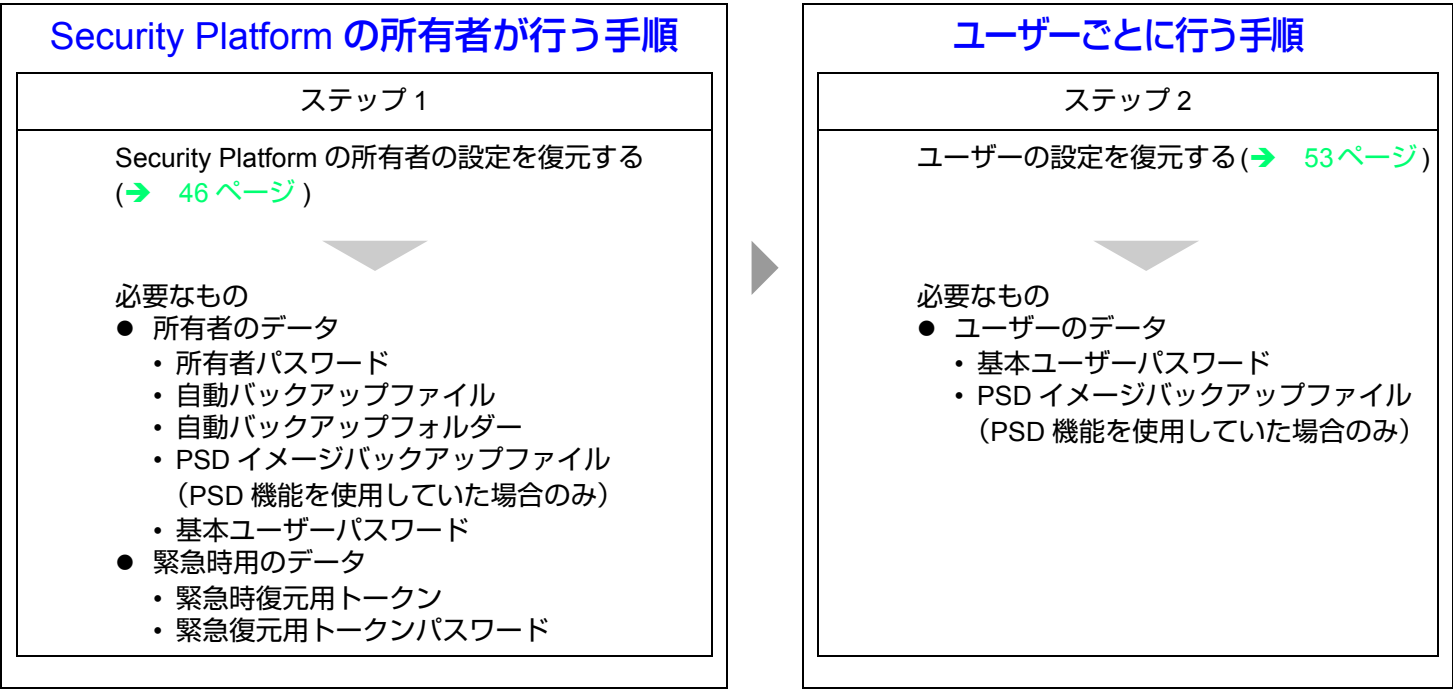 Security Platform の所有者が行う手順
ステップ 1
Security Platform の所有者の設定を復元する
(➔ 46 ページ )
必要なもの
● 所有者のデータ
・所有者パスワード
・自動バックアップファイル
・自動バックアップフォルダー
・PSD イメージバックアップファイル
（PSD 機能を使用していた場合のみ）
・基本ユーザーパスワード
● 緊急時用のデータ
・緊急時復元用トークン
・緊急復元用トークンパスワード
ユーザーごとに行う手順
ステップ 2
ユーザーの設定を復元する (➔ 53 ページ )
必要なもの
● ユーザーのデータ
・基本ユーザーパスワード
・PSD イメージバックアップファイル
（PSD 機能を使用していた場合のみ）